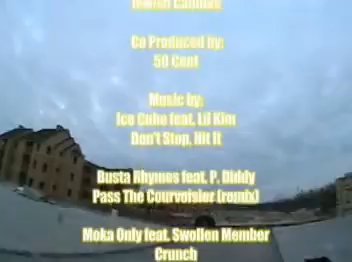 Co Produced by:
50 Cent
Music by:
Ice Cube feat. Lil Kim
Don't Stop, Hit It
Busta Rhymes feat. P. Diddy
Pass The Courvoisier (remix)
Moka Only feat. Swollen Member
Crunch